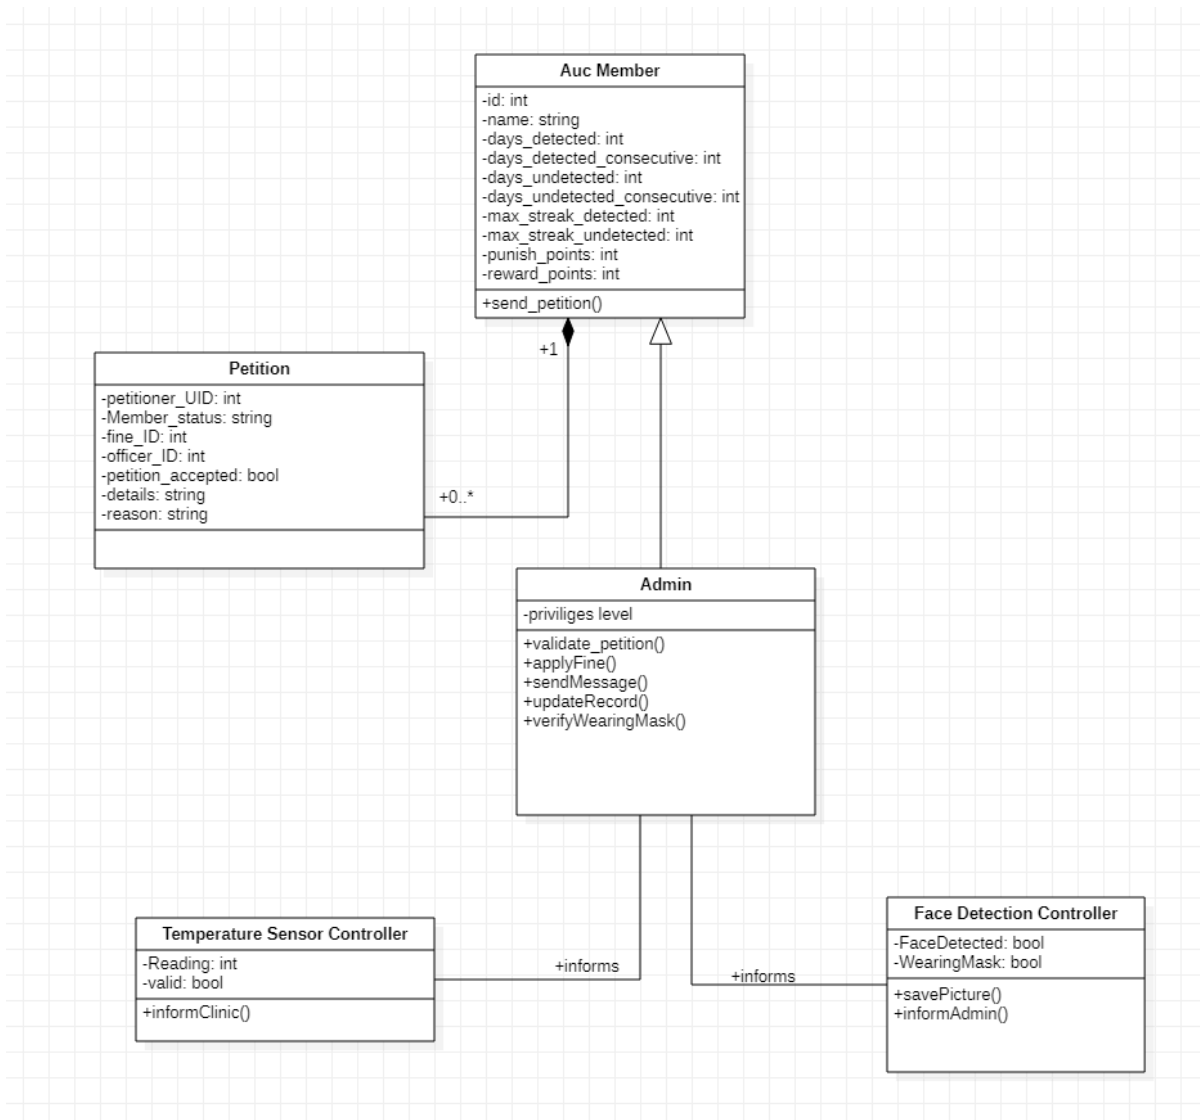 Auc Member
-id: int
-name: string
-days_detected: int
-days_detected_consecutive: int
-days_undetected: int
-days_undetected_consecutive: int
-max_streak_detected: int
-max_streak_undetected: int
-punish_points: int
-reward_points: int
+send_petition()
+1
Petition
-petitioner_UID: int
-Member_status: string
-fine_ID: int
-officer_ID: int
-petition_accepted: bool
-details: string
-reason: string
+0..*
Admin
-priviliges level
+validate_petition()
+applyFine()
+sendMessage()
+updateRecord()
+verifyWearingMask()
Temperature Sensor Controller
-Reading: int
-valid: bool
+informClinic()
+informs
+informs
Face Detection Controller
-FaceDetected: bool
-WearingMask: bool
+savePicture()
+informAdmin()